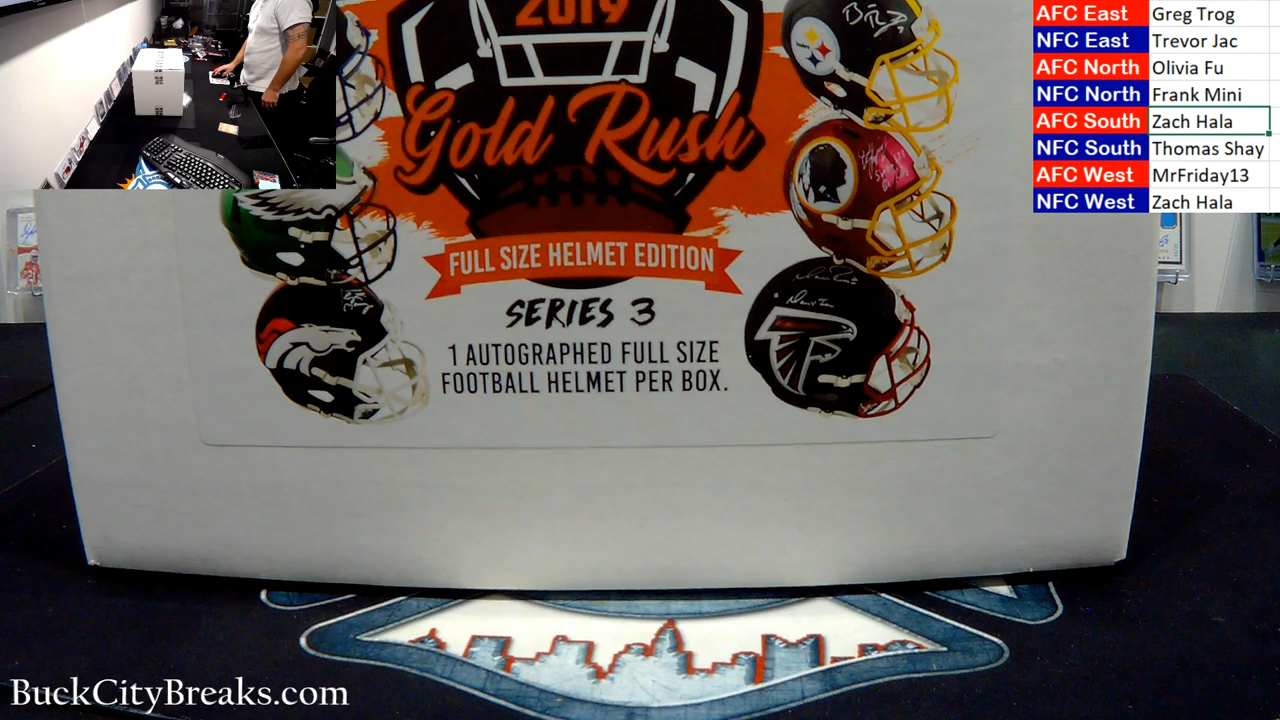 2019
Gold Rush
FULL SIZE HELMET EDITION
SERIES 3
1 AUTOGRAPHED FULL SIZE
FOOTBALL HELMET PER BOX.
AFC East Greg Trog
NFC East Trevor Jac
AFC North Olivia Fu
NFC North Frank Mini
AFC South Zach Hala
NFC South Thomas Shay
AFC West MrFriday13
NFC West Zach Hala
BuckCityBreaks.com